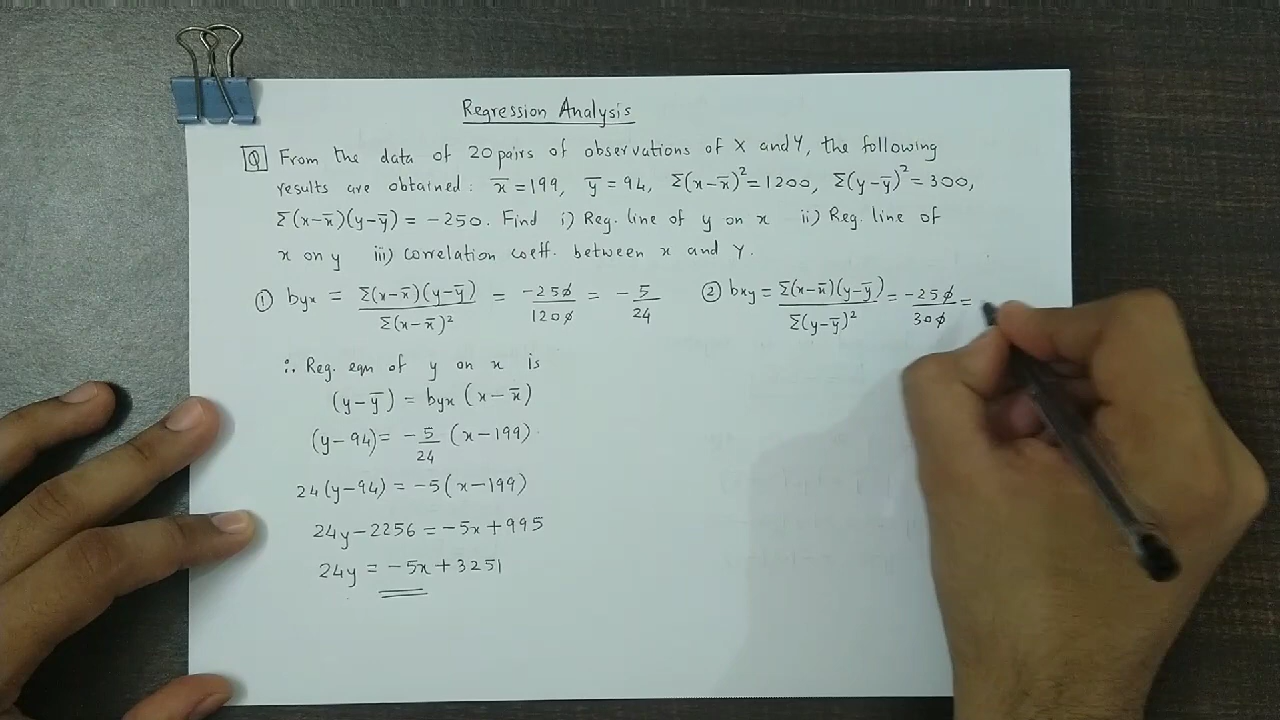 Regression Analysis
Q From the data of 20 pairs of observations of X and Y, the following
results are obtained: x̄ = 199, ȳ = 94, Σ(x-x̄)² = 1200, Σ(y-ȳ)² = 300,
Σ(x-x̄)(y-ȳ) = -250. Find i) Reg. line of y on x ii) Reg. line of
x on y iii) correlation coeff. between x and Y.
① byx = Σ(x-x̄)(y-ȳ) / Σ(x-x̄)² = -250 / 1200 = -5/24
∴ Reg. eqn of y on x is
(y-ȳ) = byx (x-x̄)
(y-94) = -5/24 (x-199)
24(y-94) = -5(x-199)
24y-2256 = -5x+995
24y = -5x+3251
② bxy = Σ(x-x̄)(y-ȳ) / Σ(y-ȳ)² = -250 / 300 =